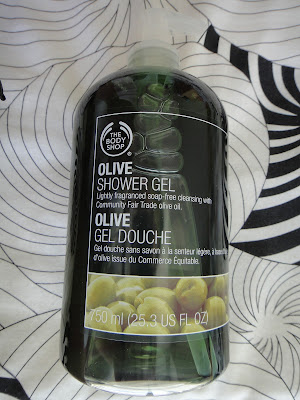 THE
BODY
SHOP
OLIVE
SHOWER GEL
Lightly fragranced soap-free cleansing with
Community Fair Trade olive oil.
OLIVE
GEL DOUCHE
Gel douche sans savon à la senteur légère, à base
d'olive issue du Commerce Equitable.
750 ml (25.3 US FL OZ)